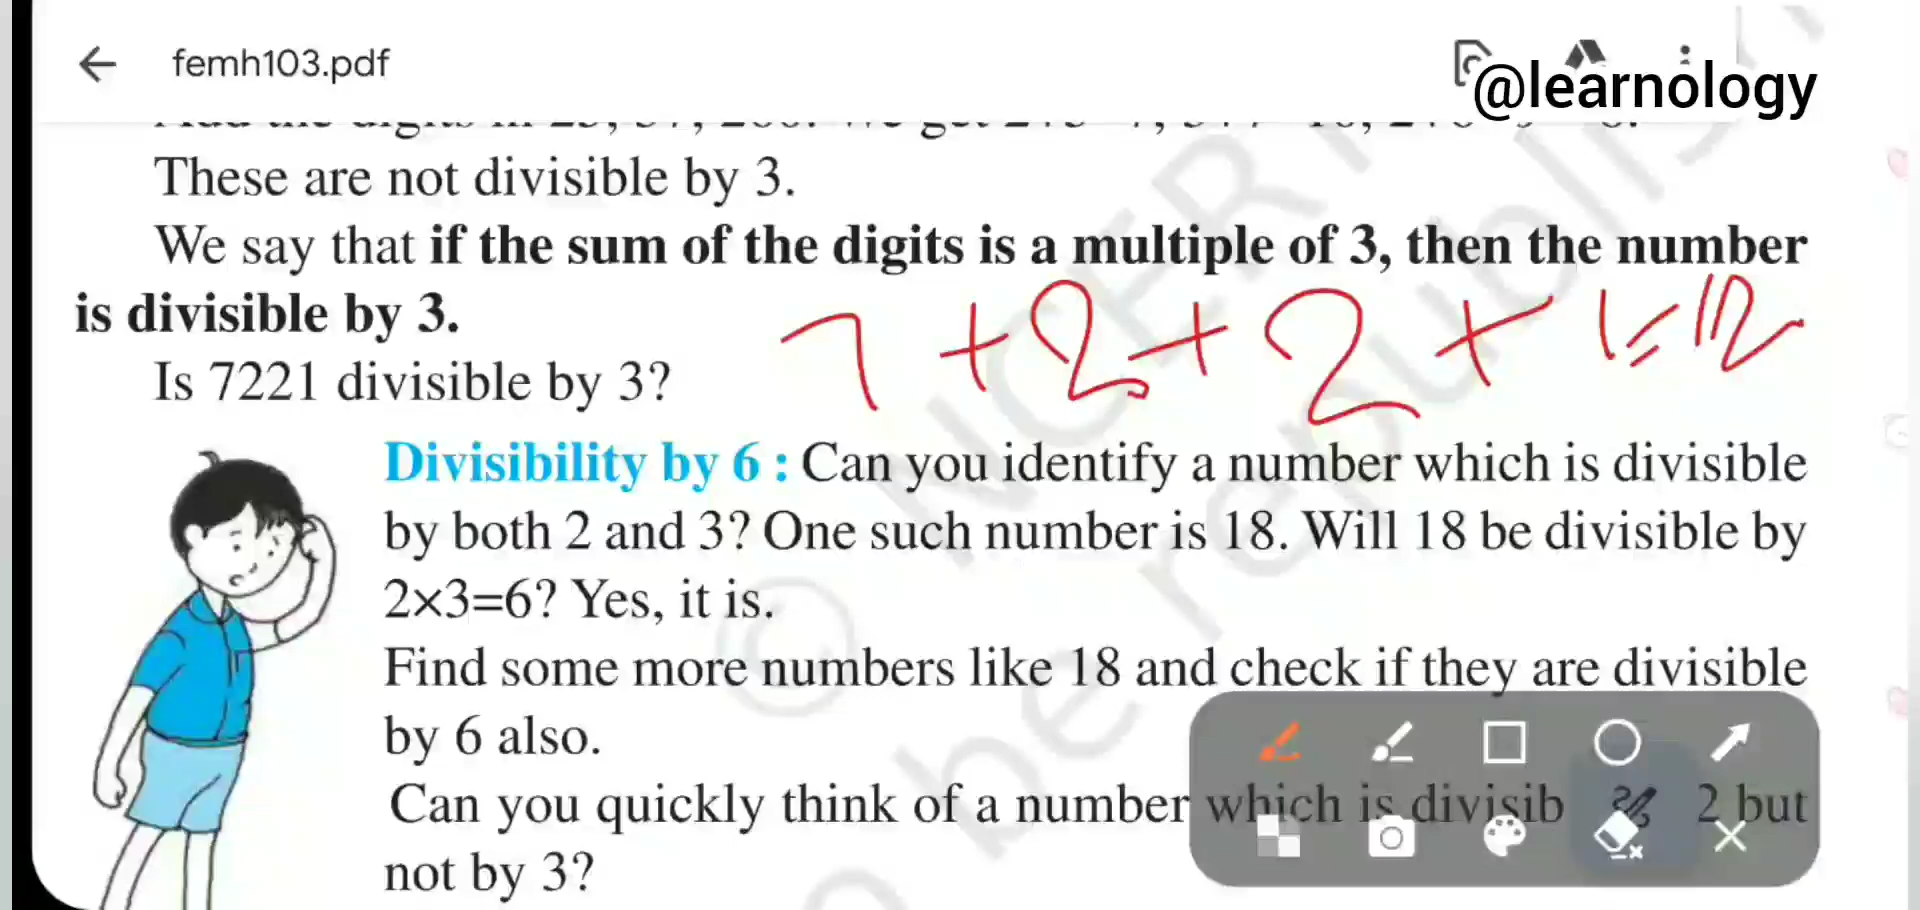 femh103.pdf
@learnology
These are not divisible by 3.
We say that if the sum of the digits is a multiple of 3, then the number
is divisible by 3.
7 + 2 + 2 + 1 = 12
Is 7221 divisible by 3?
Divisibility by 6 : Can you identify a number which is divisible
by both 2 and 3? One such number is 18. Will 18 be divisible by
2×3=6? Yes, it is.
Find some more numbers like 18 and check if they are divisible
by 6 also.
Can you quickly think of a number which is divisib 2 but
not by 3?
© NCERT
be republis